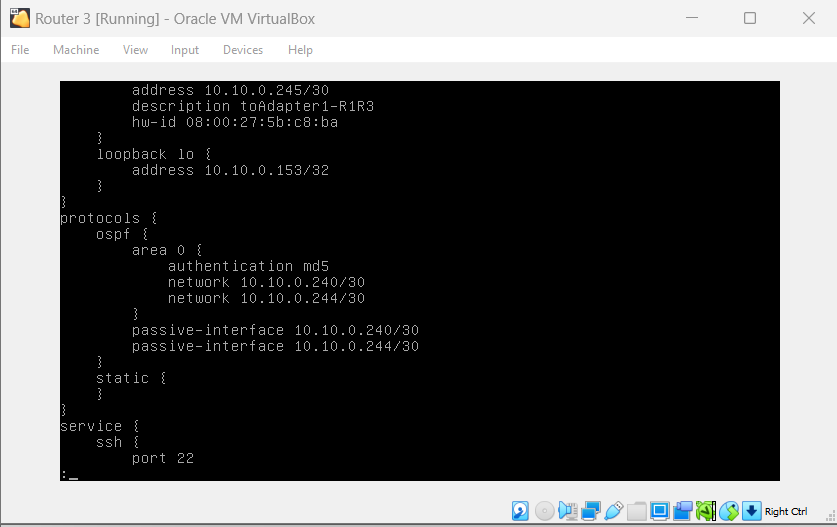 Router 3 [Running] - Oracle VM VirtualBox
File Machine View Input Devices Help
address 10.10.0.245/30
description toAdapter1-R1R3
hw-id 08:00:27:5b:c8:ba
}
loopback lo {
address 10.10.0.153/32
}
}
protocols {
ospf {
area 0 {
authentication md5
network 10.10.0.240/30
network 10.10.0.244/30
}
passive-interface 10.10.0.240/30
passive-interface 10.10.0.244/30
}
static {
}
}
service {
ssh {
port 22
:_
Right Ctrl